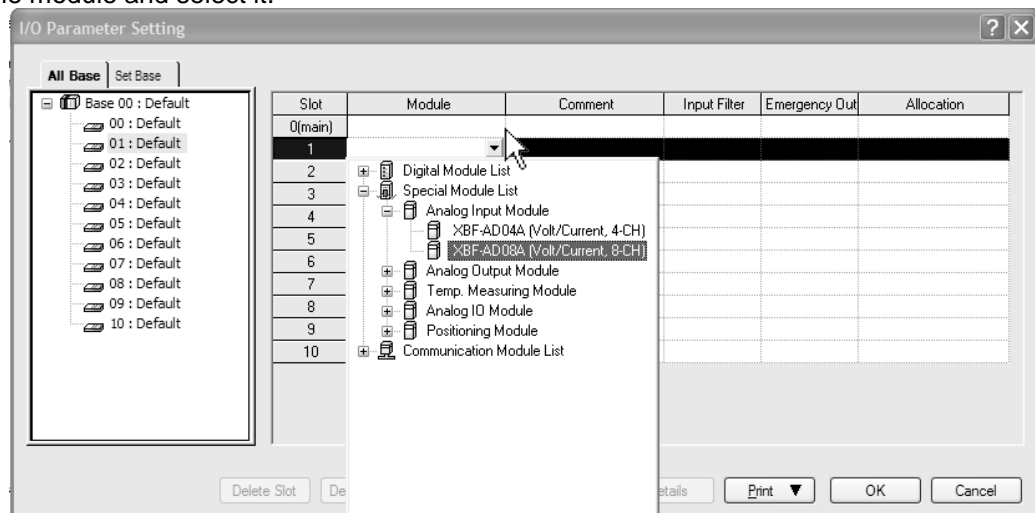 module and select it.
I/O Parameter Setting
All Base Set Base
Base 00 : Default
00 : Default
01 : Default
02 : Default
03 : Default
04 : Default
05 : Default
06 : Default
07 : Default
08 : Default
09 : Default
10 : Default
Slot Module Comment Input Filter Emergency Out Allocation
0(main)
1
2
3
4
5
6
7
8
9
10
Digital Module List
Special Module List
Analog Input Module
XBF-AD04A (Volt/Current, 4-CH)
XBF-AD08A (Volt/Current, 8-CH)
Analog Output Module
Temp. Measuring Module
Analog IO Module
Positioning Module
Communication Module List
Delete Slot De etails Print ▼ OK Cancel